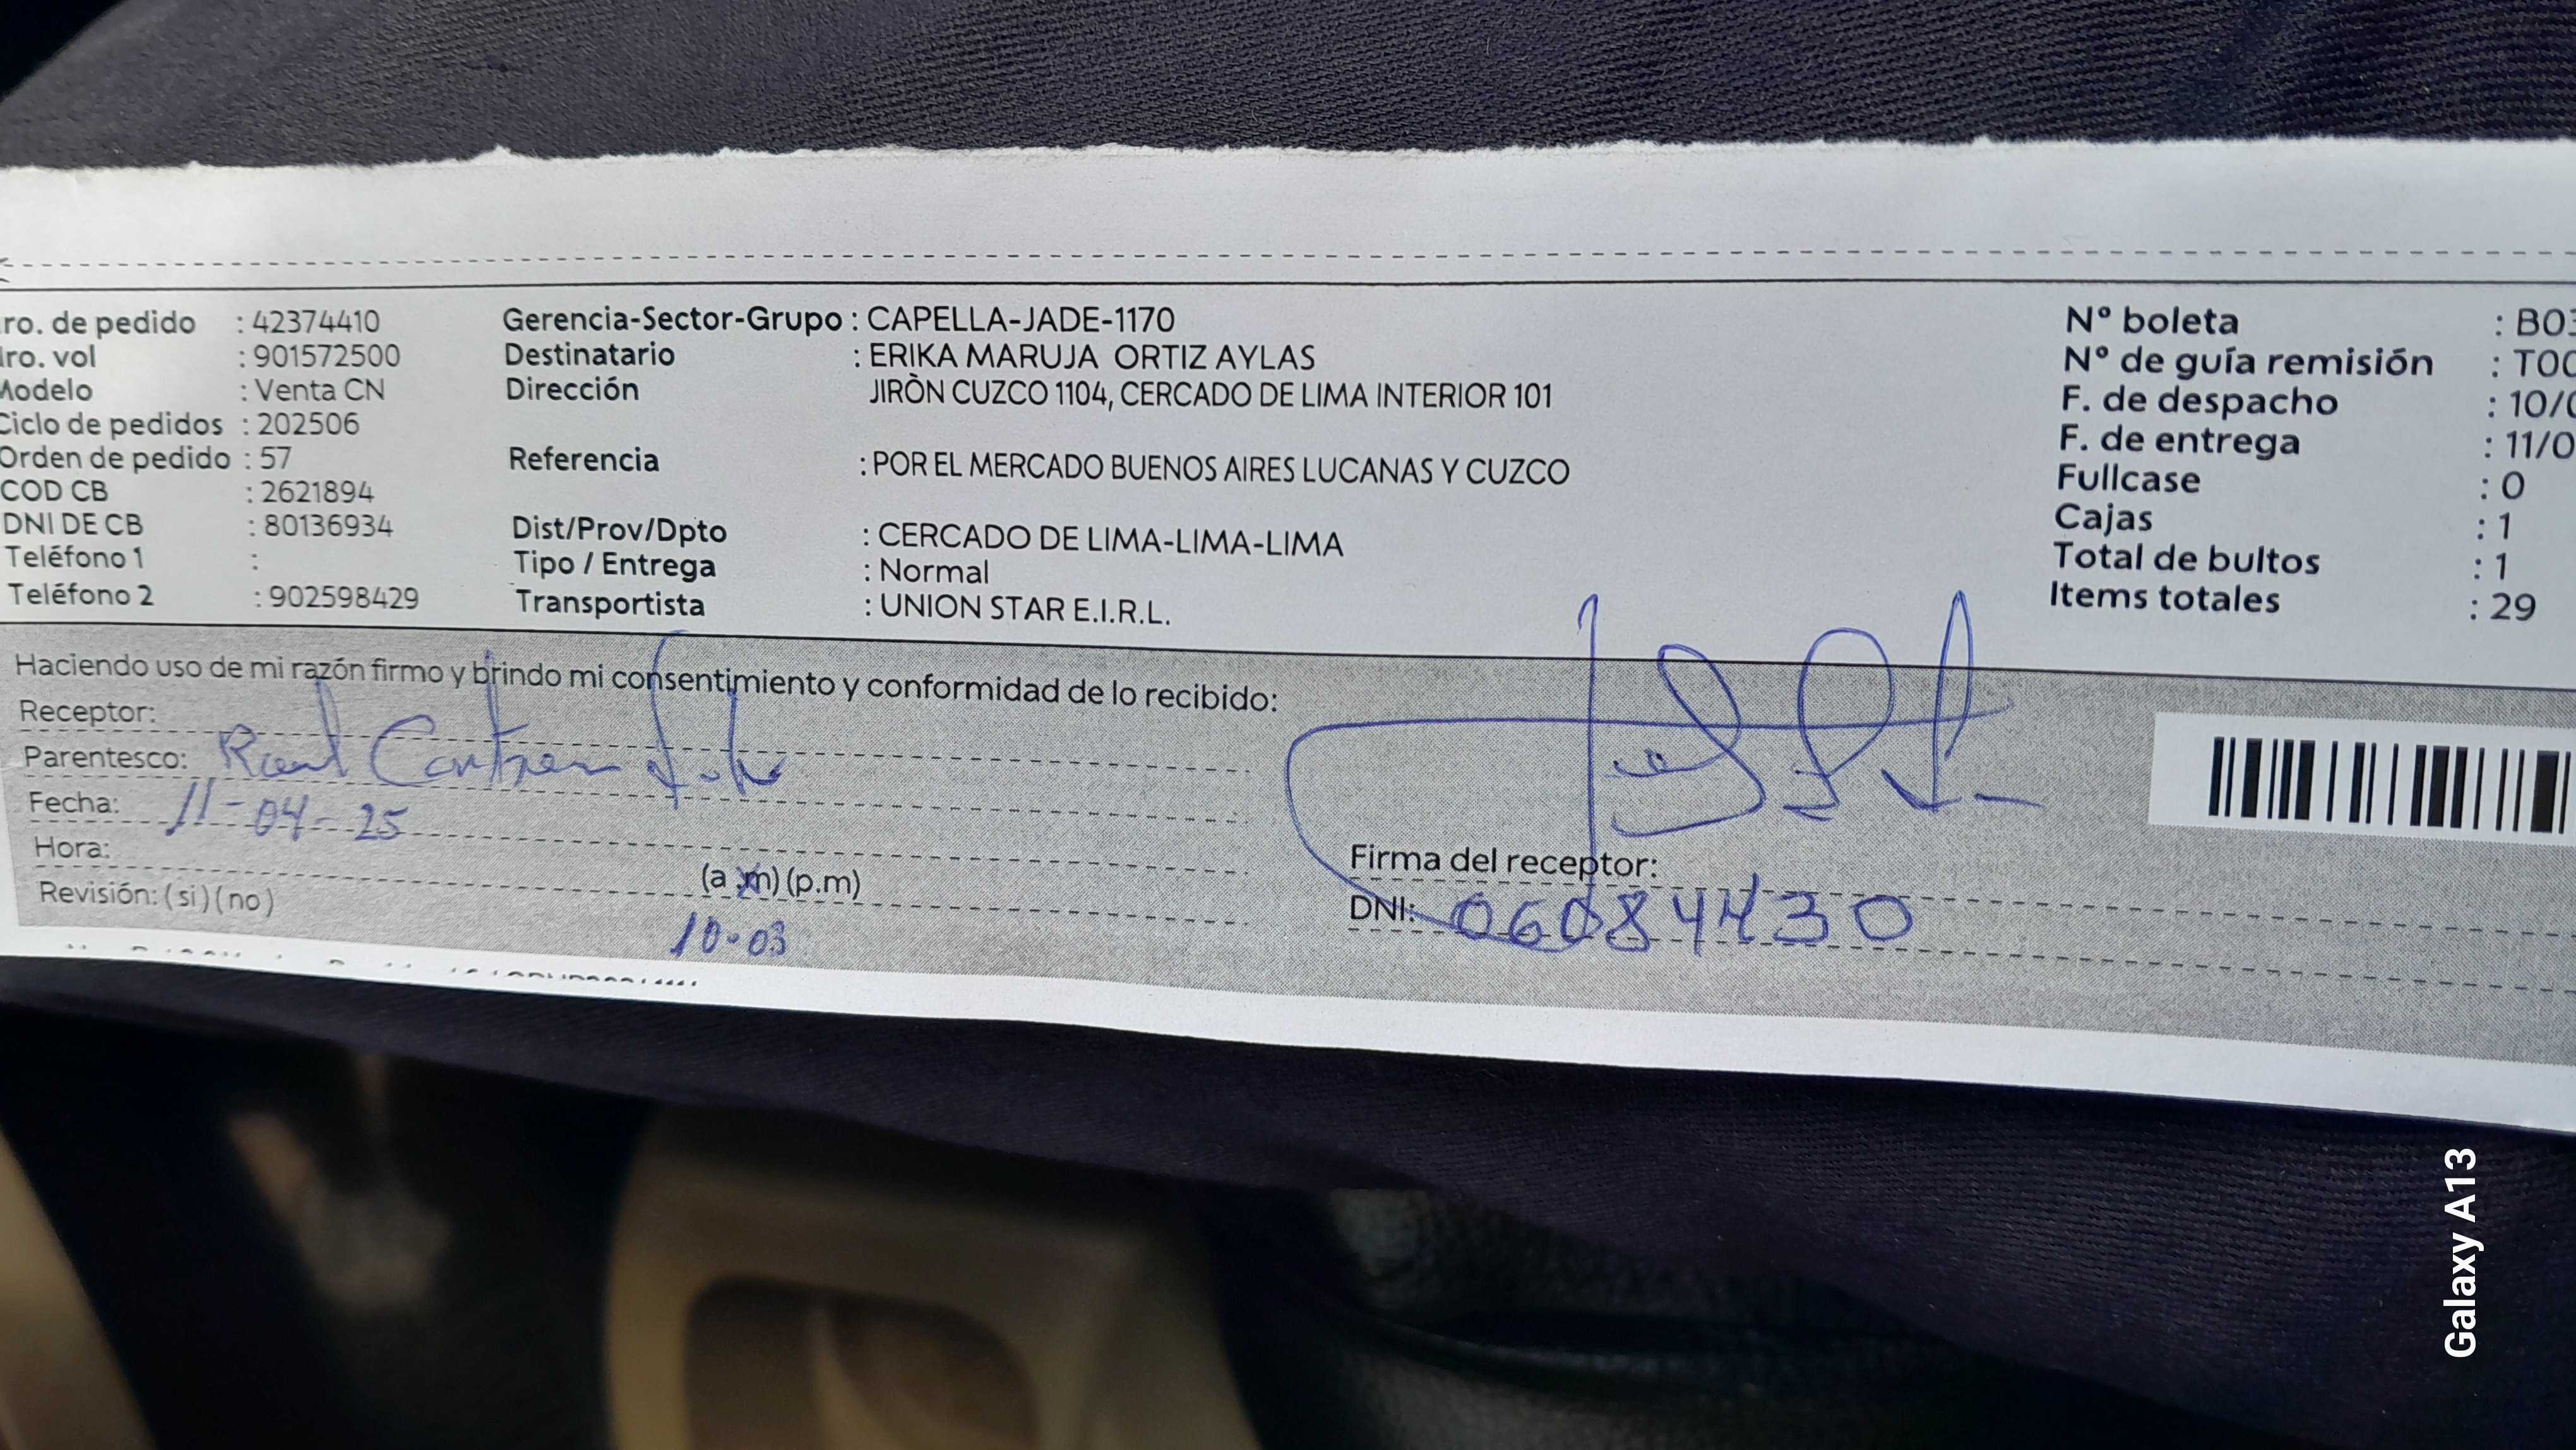 ro. de pedido : 42374410
ro. vol : 901572500
Modelo : Venta CN
Ciclo de pedidos : 202506
Orden de pedido : 57
COD CB : 2621894
DNI DE CB : 80136934
Teléfono 1 :
Teléfono 2 : 902598429
Gerencia-Sector-Grupo : CAPELLA-JADE-1170
Destinatario : ERIKA MARUJA ORTIZ AYLAS
Dirección JIRÒN CUZCO 1104, CERCADO DE LIMA INTERIOR 101
Referencia : POR EL MERCADO BUENOS AIRES LUCANAS Y CUZCO
Dist/Prov/Dpto : CERCADO DE LIMA-LIMA-LIMA
Tipo / Entrega : Normal
Transportista : UNION STAR E.I.R.L.
N° boleta : B03
N° de guía remisión : T00
F. de despacho : 10/0
F. de entrega : 11/0
Fullcase : 0
Cajas : 1
Total de bultos : 1
Items totales : 29
Haciendo uso de mi razón firmo y brindo mi consentimiento y conformidad de lo recibido:
Receptor:
Parentesco:
Fecha: 11-04-25
Hora: (a.m) (p.m)
Revisión: (si) (no)
10-03
Firma del receptor:
DNI: 06084430
Galaxy A13